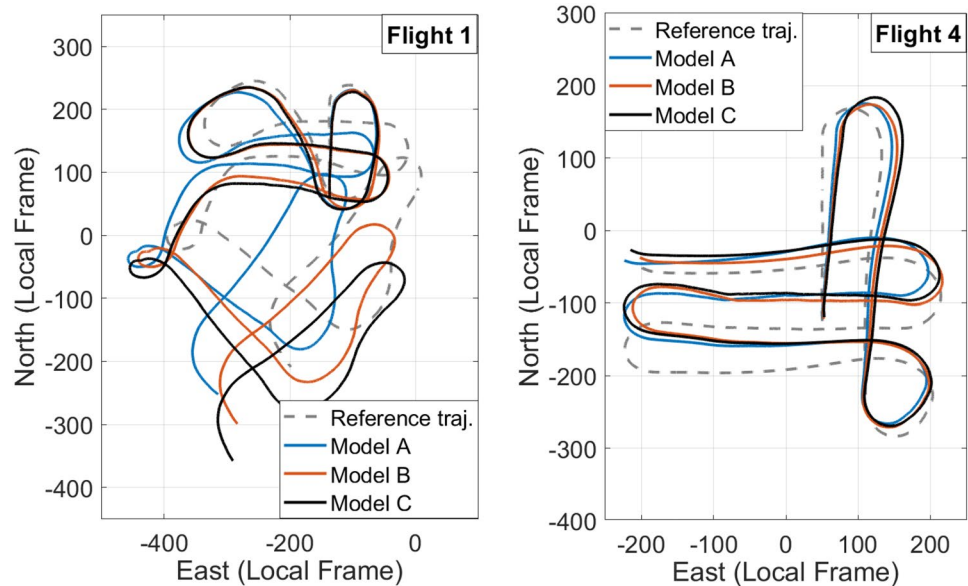 Flight 1
300
200
100
0
-100
-200
-300
-400
North (Local Frame)
Reference traj.
Model A
Model B
Model C
-400
-200
0
East (Local Frame)
Reference traj.
Model A
Model B
Model C
Flight 4
300
200
100
0
-100
-200
-300
-400
North (Local Frame)
-200
-100
0
100
200
East (Local Frame)